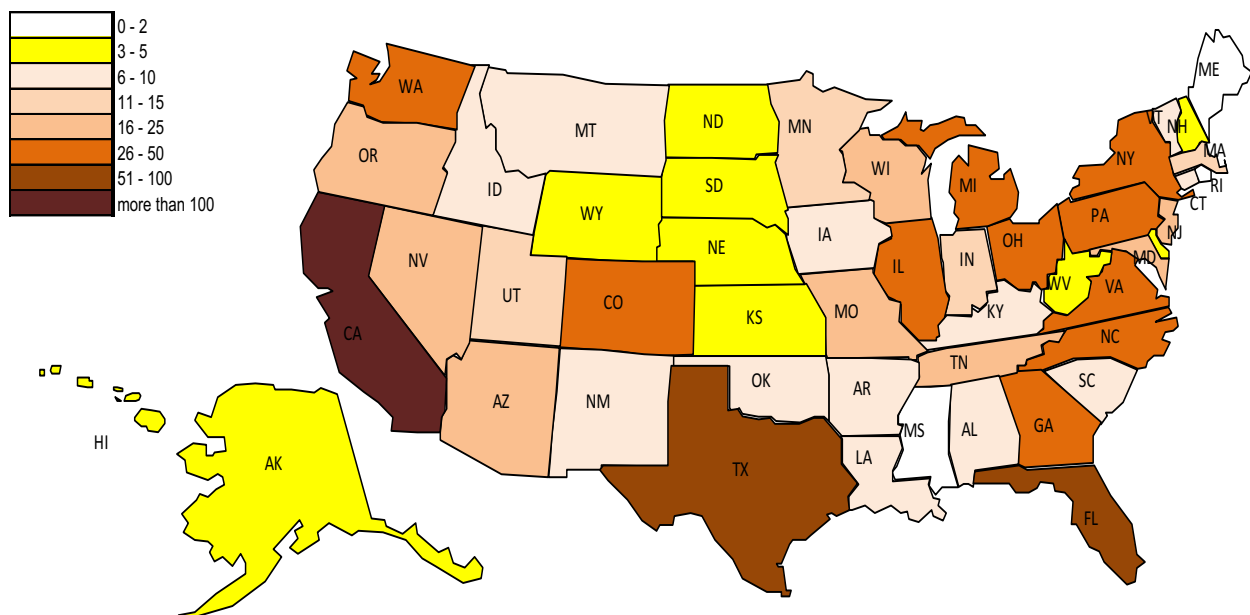 0 - 2
3 - 5
6 - 10
11 - 15
16 - 25
26 - 50
51 - 100
more than 100
ME
WA
VT
NH
MT
ND
MN
MA
OR
NY
WI
ID
SD
MI
RI
CT
WY
PA
IA
NE
OH
NJ
NV
IL
IN
MD
UT
CO
WV
VA
KS
MO
KY
CA
NC
TN
OK
AR
SC
AZ
NM
MS
AL
GA
HI
AK
TX
LA
FL